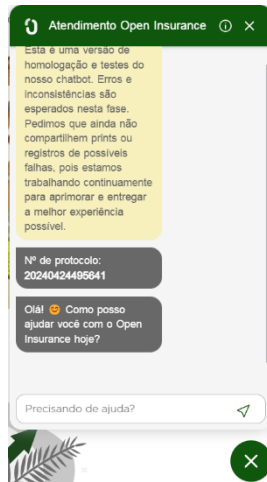 Atendimento Open Insurance
Esta é uma versão de
homologação e testes do
nosso chatbot. Erros e
inconsistências são
esperados nesta fase.
Pedimos que ainda não
compartilhem prints ou
registros de possíveis
falhas, pois estamos
trabalhando continuamente
para aprimorar e entregar
a melhor experiência
possível.
Nº de protocolo:
20240424495641
Olá! 😊 Como posso
ajudar você com o Open
Insurance hoje?
Precisando de ajuda?